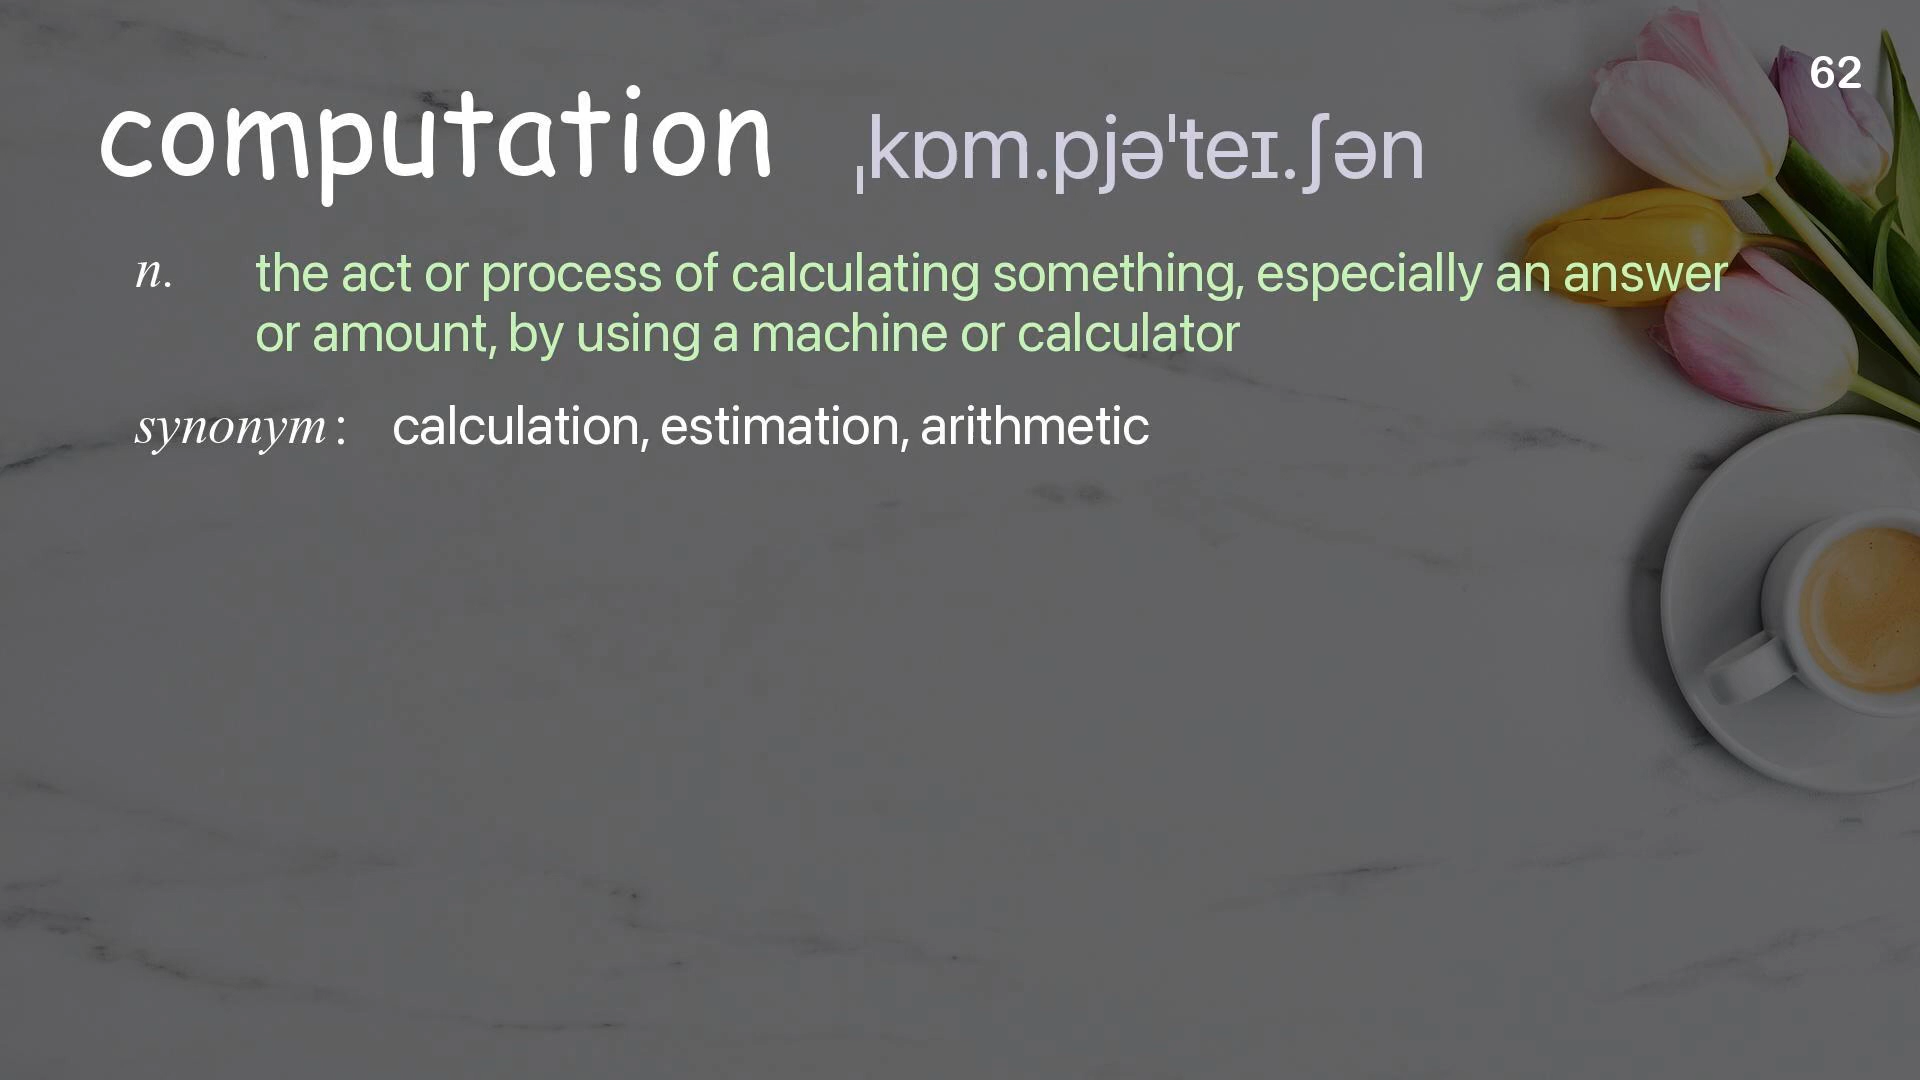 62
computation ˌkɒm.pjəˈteɪ.ʃən
n. the act or process of calculating something, especially an answer
or amount, by using a machine or calculator
synonym : calculation, estimation, arithmetic